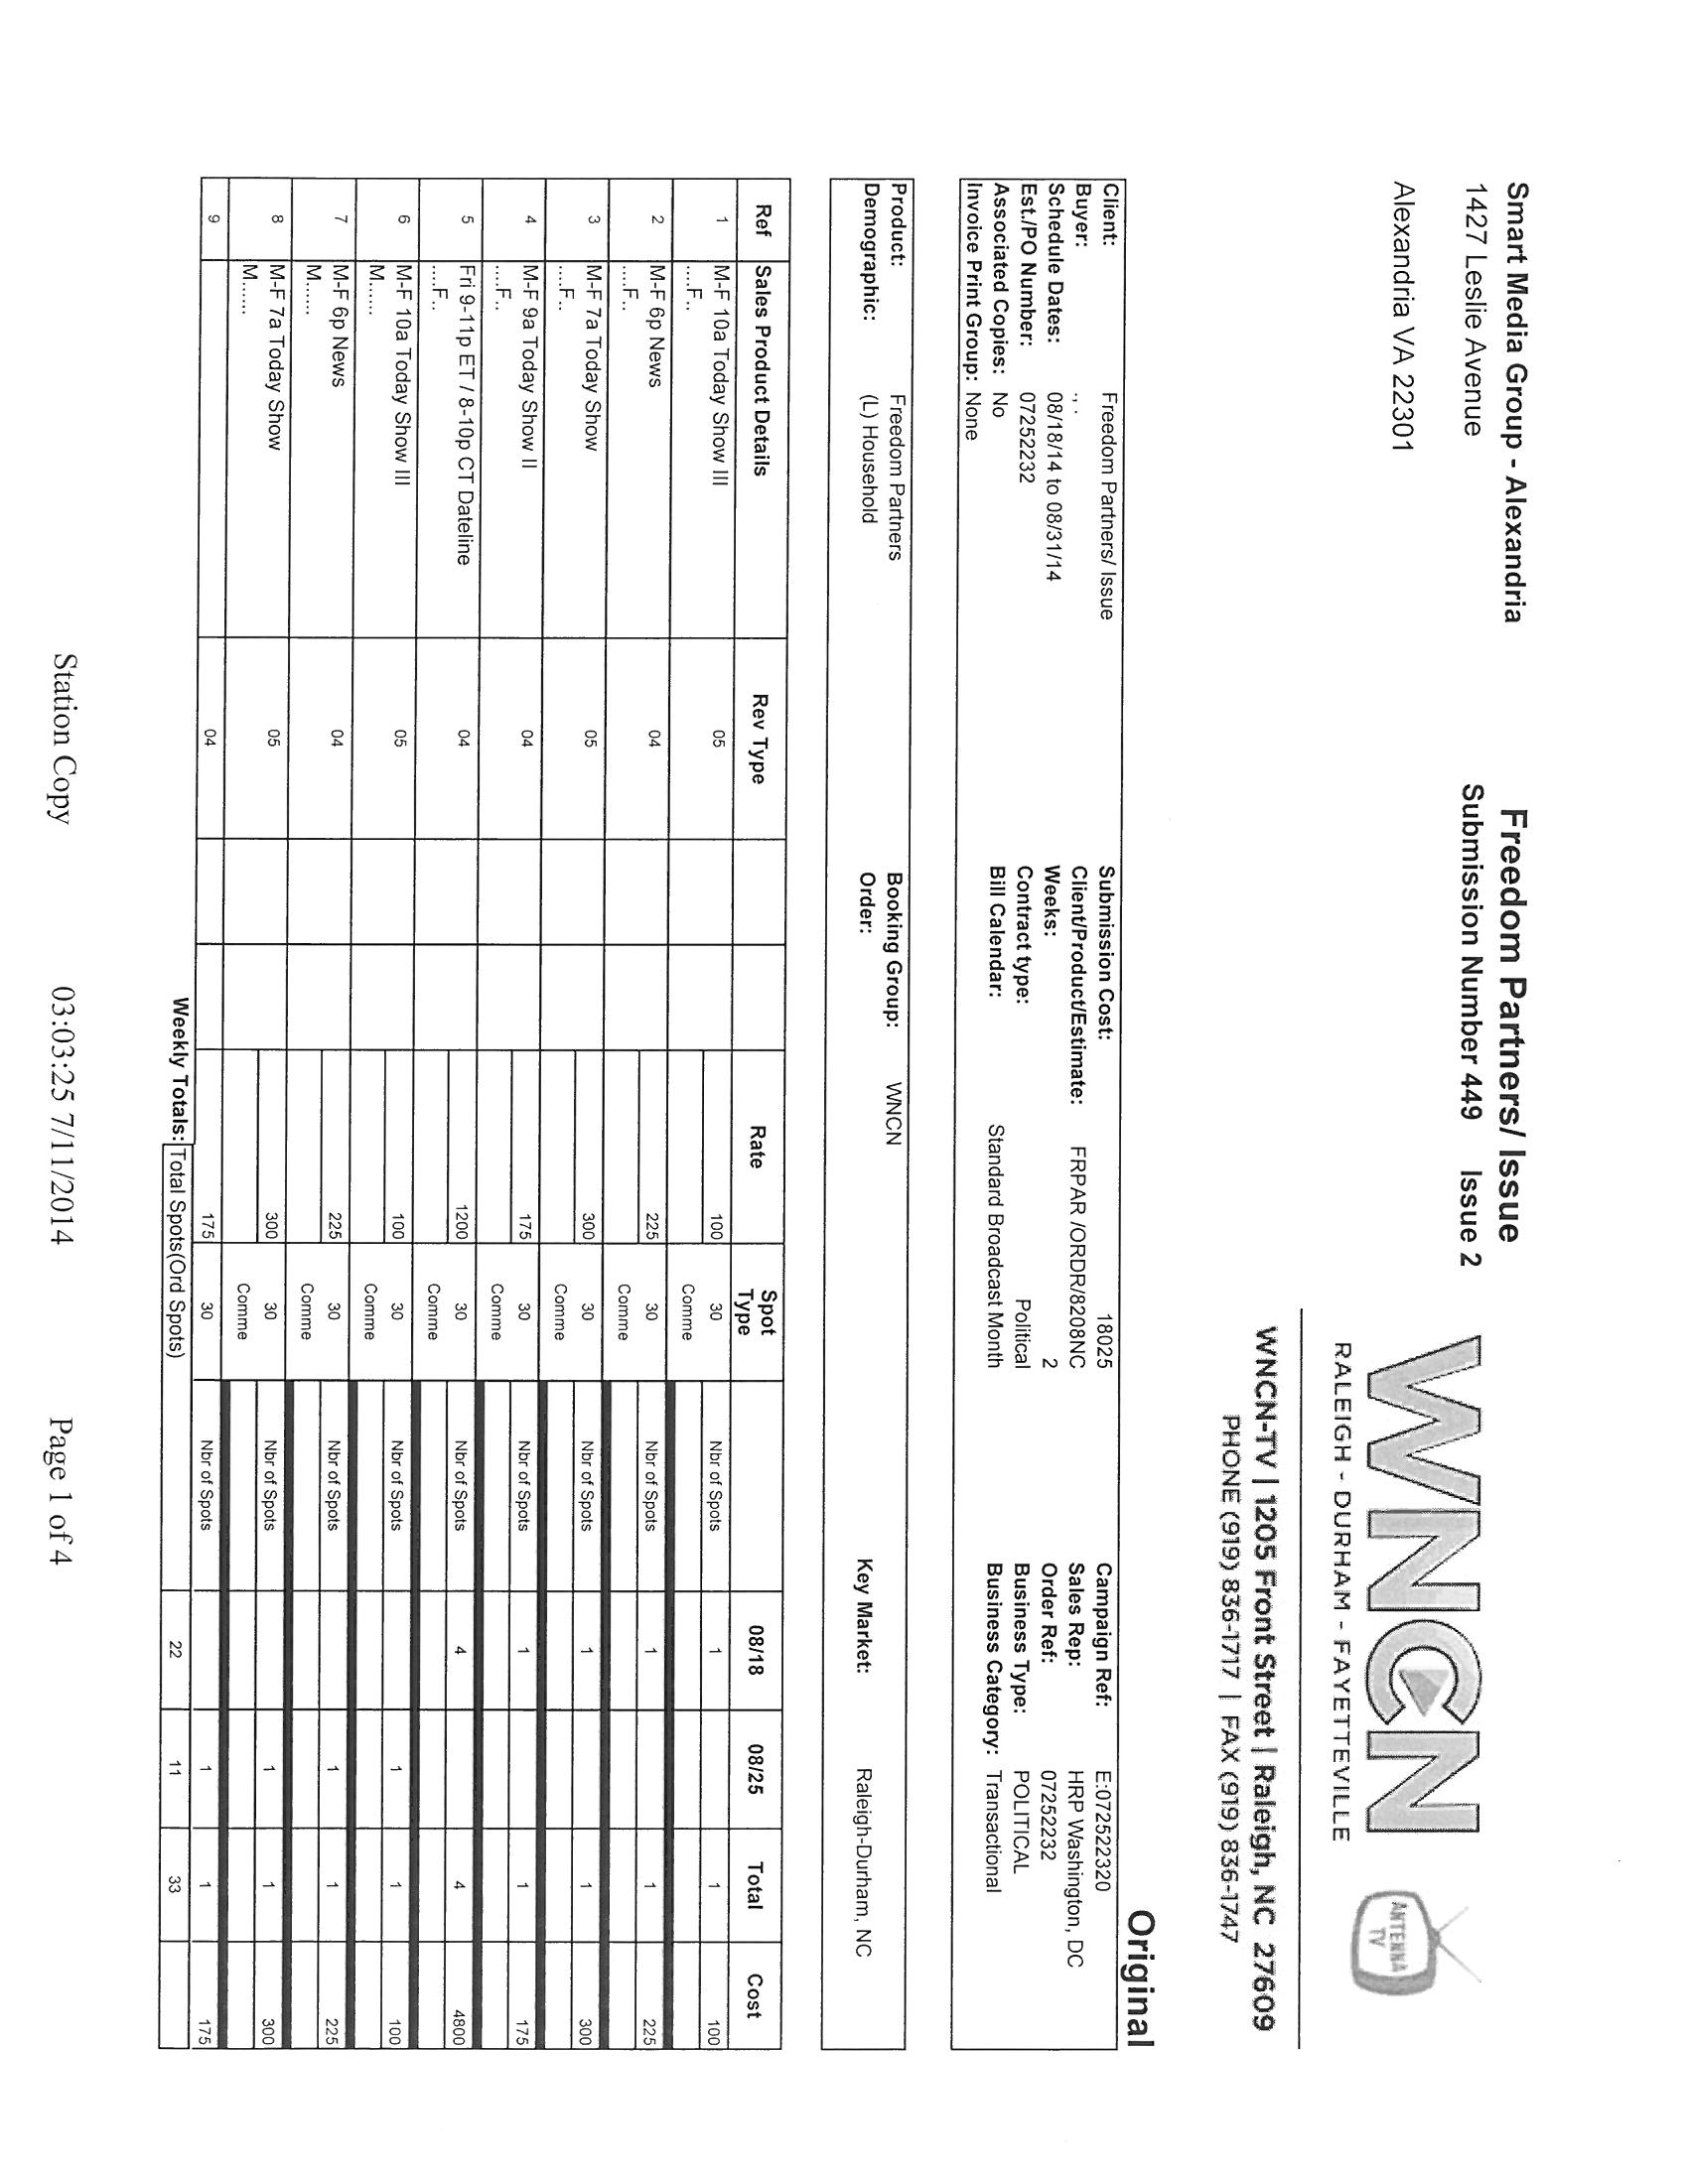 Smart Media Group - Alexandria
1427 Leslie Avenue
Alexandria VA 22301
Freedom Partners/ Issue
Submission Number 449 Issue 2
WNCN
RALEIGH - DURHAM - FAYETTEVILLE
ANTENNA TV
WNCN-TV | 1205 Front Street | Raleigh, NC 27609
PHONE (919) 836-1717 | FAX (919) 836-1747
Original
Client: Freedom Partners/ Issue Submission Cost: 18025 Campaign Ref: E:072522320
Buyer: ., . Client/Product/Estimate: FRPAR /ORDR/8208NC Sales Rep: HRP Washington, DC
Schedule Dates: 08/18/14 to 08/31/14 Weeks: 2 Order Ref: 07252232
Est./PO Number: 07252232 Contract type: Political Business Type: POLITICAL
Associated Copies: No Bill Calendar: Standard Broadcast Month Business Category: Transactional
Invoice Print Group: None
Product: Freedom Partners Booking Group: WNCN
Demographic: (L) Household Order: Key Market: Raleigh-Durham, NC
Ref Sales Product Details Rev Type Rate Spot Type 08/18 08/25 Total Cost
1 M-F 10a Today Show III 05 100 30 Nbr of Spots 1 1 100
....F.. Comme
2 M-F 6p News 04 225 30 Nbr of Spots 1 1 225
....F.. Comme
3 M-F 7a Today Show 05 300 30 Nbr of Spots 1 1 300
....F.. Comme
4 M-F 9a Today Show II 04 175 30 Nbr of Spots 1 1 175
....F.. Comme
5 Fri 9-11p ET / 8-10p CT Dateline 04 1200 30 Nbr of Spots 4 4 4800
....F.. Comme
6 M-F 10a Today Show III 05 100 30 Nbr of Spots 1 1 100
M...... Comme
7 M-F 6p News 04 225 30 Nbr of Spots 1 1 225
M...... Comme
8 M-F 7a Today Show 05 300 30 Nbr of Spots 1 1 300
M...... Comme
9 04 175 30 Nbr of Spots 1 1 175
Weekly Totals: Total Spots(Ord Spots) 22 11 33
Station Copy 03:03:25 7/11/2014 Page 1 of 4